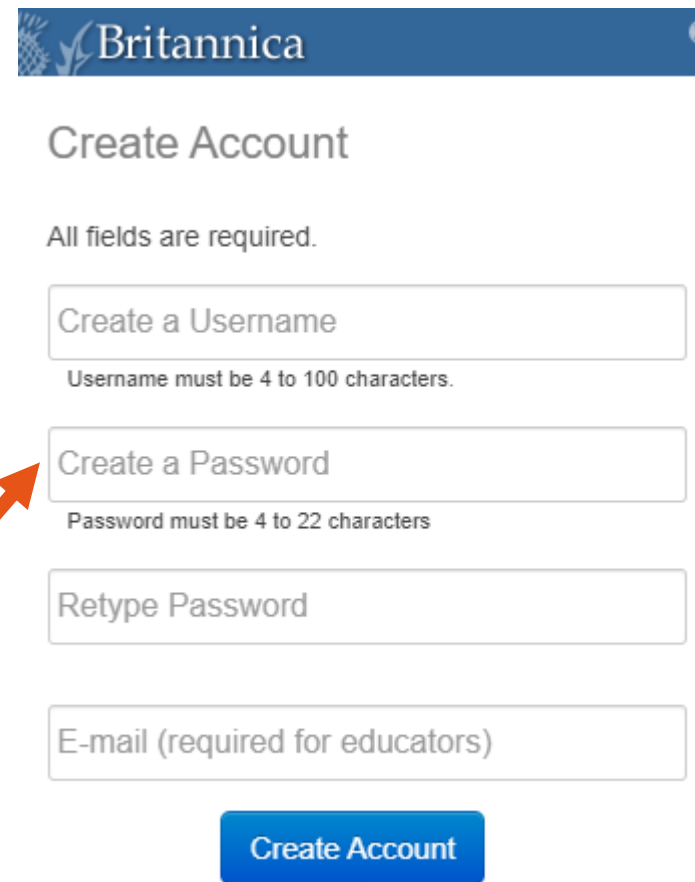 Britannica
Create Account
All fields are required.
Create a Username
Username must be 4 to 100 characters.
Create a Password
Password must be 4 to 22 characters
Retype Password
E-mail (required for educators)
Create Account